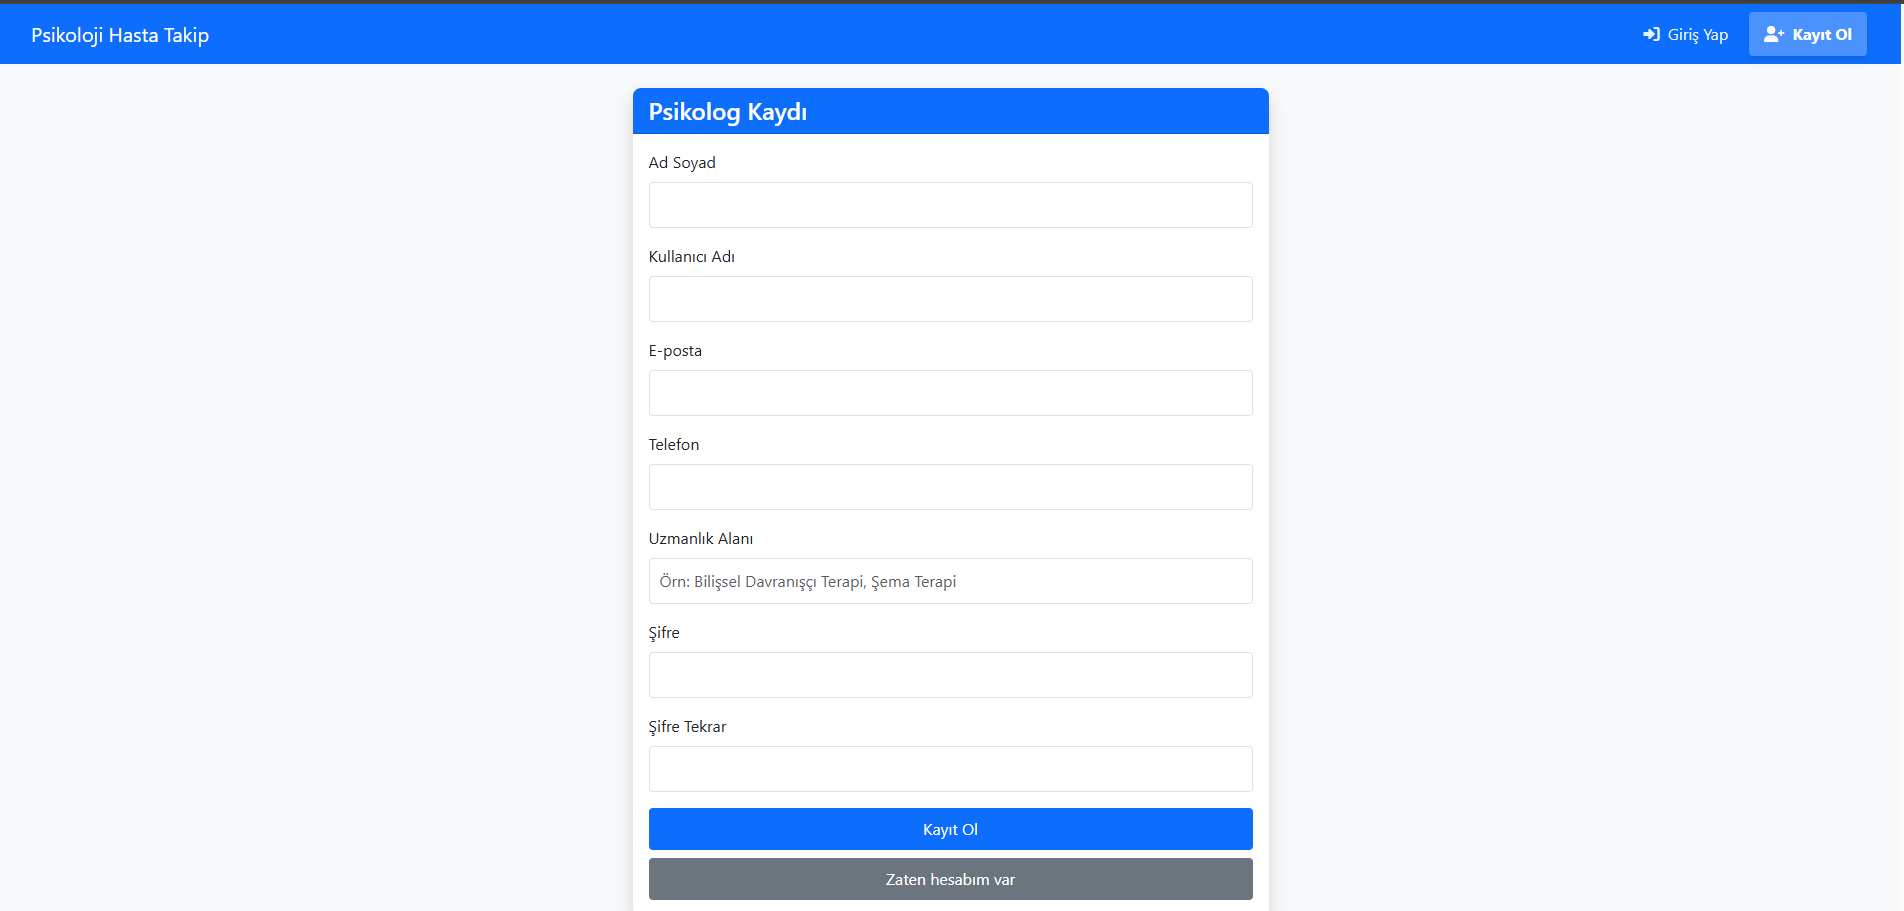 Psikoloji Hasta Takip
Giriş Yap
Kayıt Ol
Psikolog Kaydı
Ad Soyad
Kullanıcı Adı
E-posta
Telefon
Uzmanlık Alanı
Örn: Bilişsel Davranışçı Terapi, Şema Terapi
Şifre
Şifre Tekrar
Kayıt Ol
Zaten hesabım var